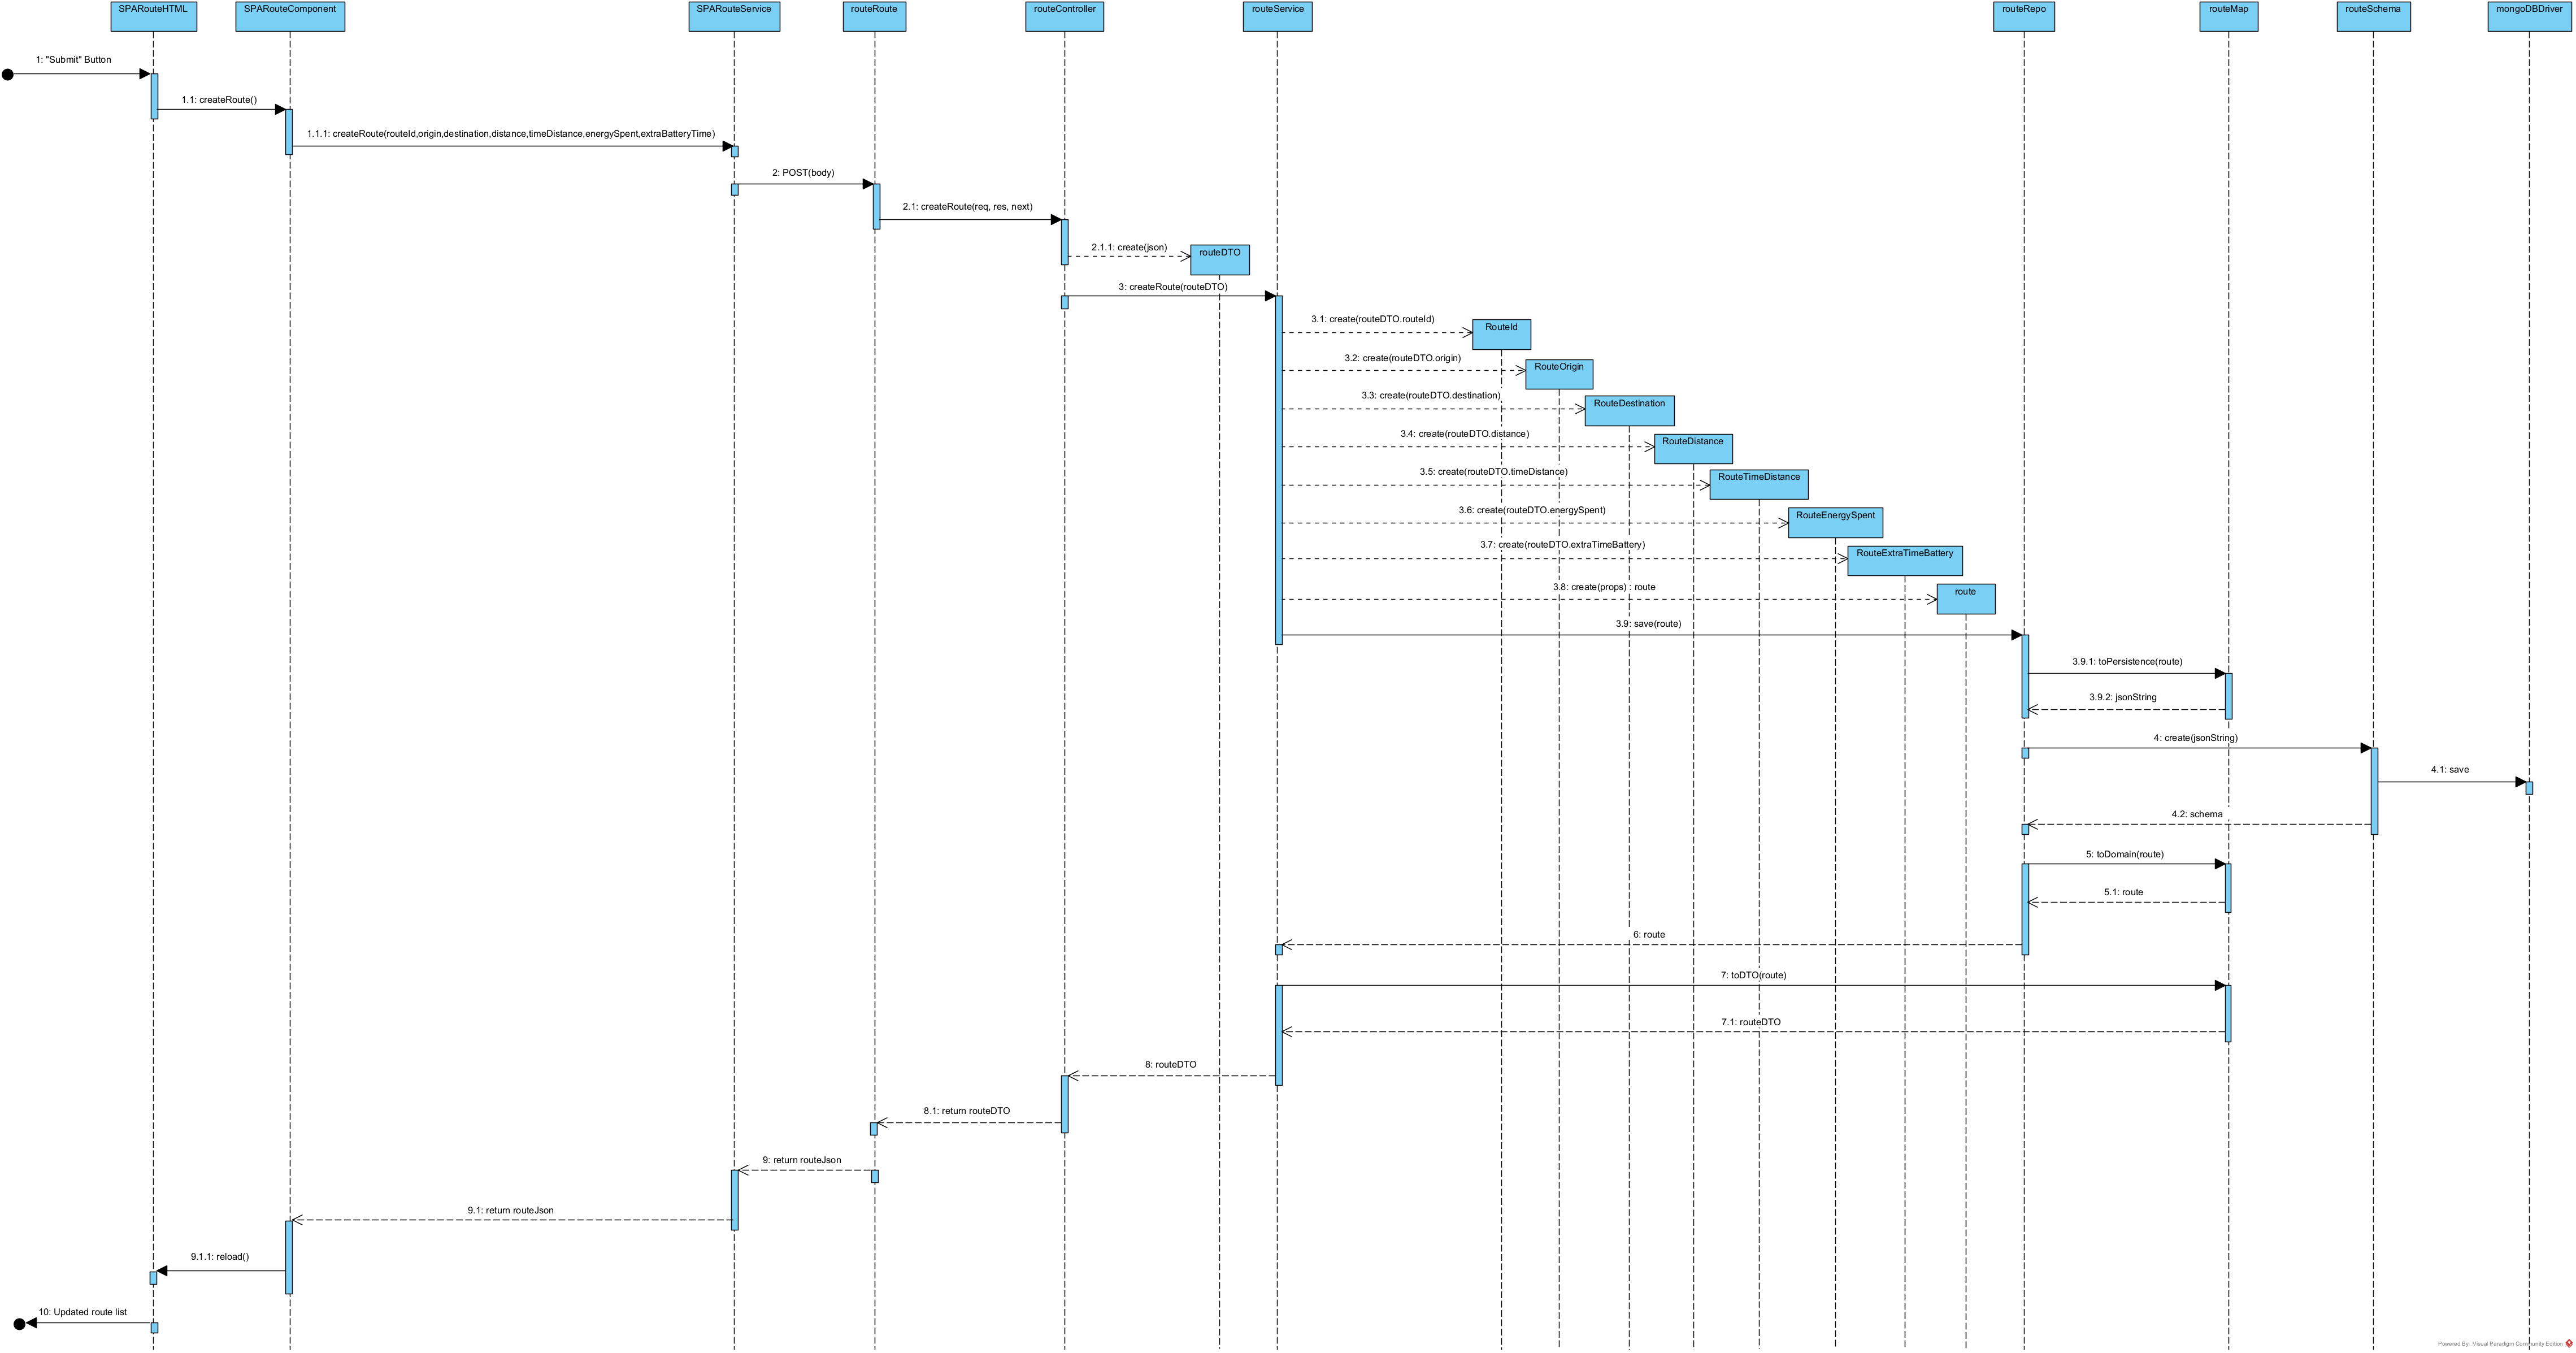 SPARouteHTML
SPARouteComponent
SPARouteService
routeRoute
routeController
routeService
routeRepo
routeMap
routeSchema
mongoDBDriver
1: "Submit" Button
1.1: createRoute()
1.1.1: createRoute(routeId,origin,destination,distance,timeDistance,energySpent,extraBatteryTime)
2: POST(body)
2.1: createRoute(req, res, next)
2.1.1: create(json)
routeDTO
3: createRoute(routeDTO)
3.1: create(routeDTO.routeId)
RouteId
3.2: create(routeDTO.origin)
RouteOrigin
3.3: create(routeDTO.destination)
RouteDestination
3.4: create(routeDTO.distance)
RouteDistance
3.5: create(routeDTO.timeDistance)
RouteTimeDistance
3.6: create(routeDTO.energySpent)
RouteEnergySpent
3.7: create(routeDTO.extraTimeBattery)
RouteExtraTimeBattery
3.8: create(props) : route
route
3.9: save(route)
3.9.1: toPersistence(route)
3.9.2: jsonString
4: create(jsonString)
4.1: save
4.2: schema
5: toDomain(route)
5.1: route
6: route
7: toDTO(route)
7.1: routeDTO
8: routeDTO
8.1: return routeDTO
9: return routeJson
9.1: return routeJson
9.1.1: reload()
10: Updated route list
Powered By Visual Paradigm Community Edition